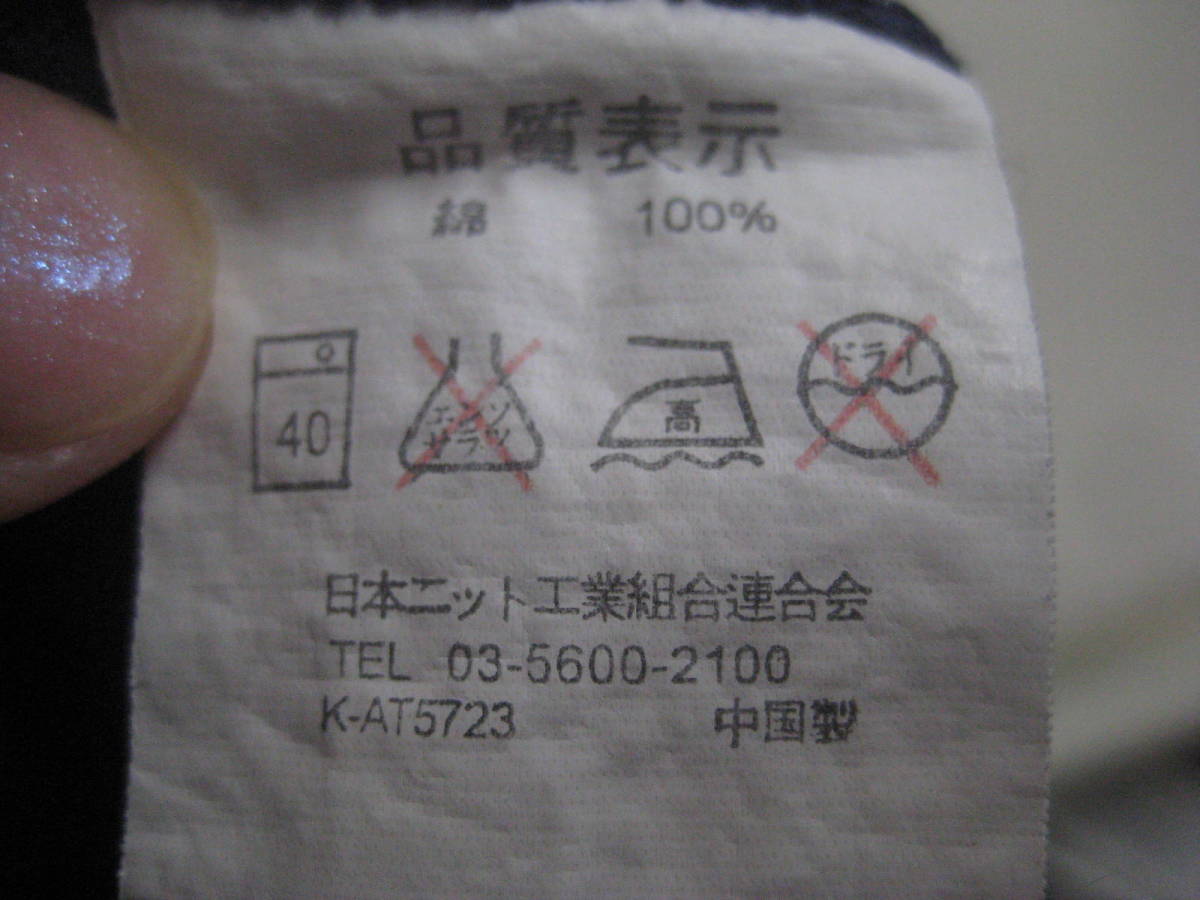 品質表示
綿 100%
40 エンソ サラシ 高 ドライ
日本ニット工業組合連合会
TEL 03-5600-2100
K-AT5723 中国製